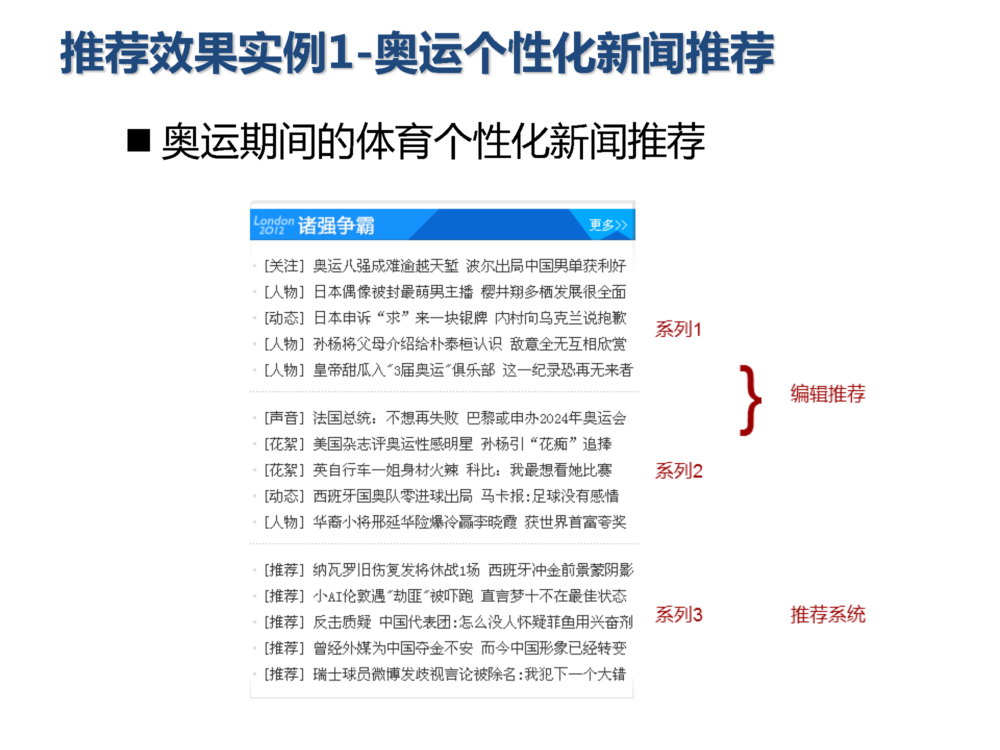 推荐效果实例1-奥运个性化新闻推荐
■ 奥运期间的体育个性化新闻推荐
London 2012 诸强争霸 更多>>
[关注] 奥运八强成难逾越天堑 波尔出局中国男单获利好
[人物] 日本偶像被封最萌男主播 樱井翔多栖发展很全面
[动态] 日本申诉“求”来一块银牌 内村向乌克兰说抱歉
[人物] 孙杨将父母介绍给朴泰桓认识 敌意全无互相欣赏
[人物] 皇帝甜瓜入"3届奥运"俱乐部 这一纪录恐再无来者
系列1
[声音] 法国总统：不想再失败 巴黎或申办2024年奥运会
[花絮] 美国杂志评奥运性感明星 孙杨引“花痴”追捧
[花絮] 英自行车一姐身材火辣 科比：我最想看她比赛
[动态] 西班牙国奥队零进球出局 马卡报:足球没有感情
[人物] 华裔小将邢延华险爆冷赢李晓霞 获世界首富夸奖
系列2
} 编辑推荐
[推荐] 纳瓦罗旧伤复发将休战1场 西班牙冲金前景蒙阴影
[推荐] 小AI伦敦遇"劫匪"被吓跑 直言梦十不在最佳状态
[推荐] 反击质疑 中国代表团:怎么没人怀疑菲鱼用兴奋剂
[推荐] 曾经外媒为中国夺金不安 而今中国形象已经转变
[推荐] 瑞士球员微博发歧视言论被除名:我犯下一个大错
系列3
推荐系统